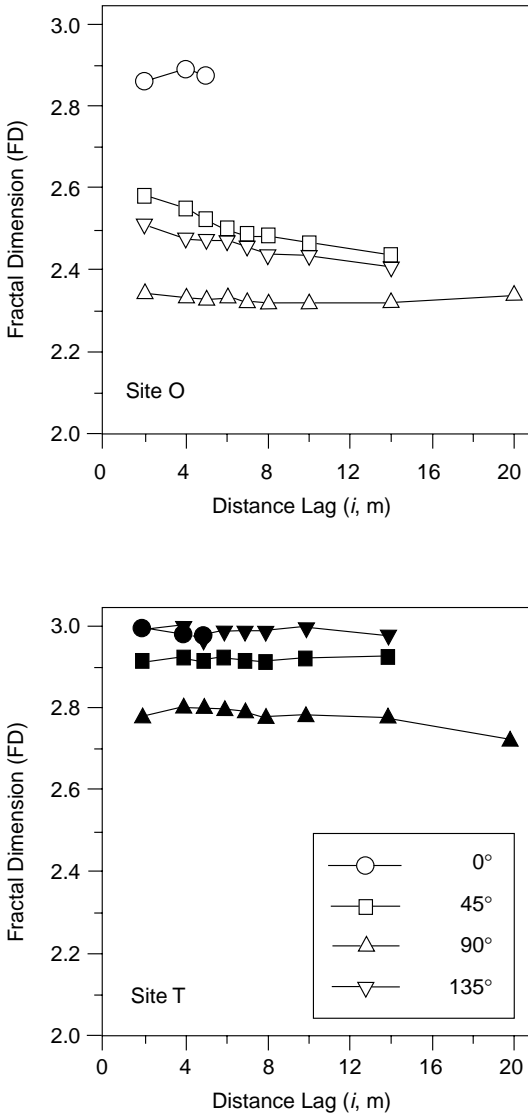 3.0
2.8
2.6
2.4
2.2
2.0
Fractal Dimension (FD)
Site O
0 4 8 12 16 20
Distance Lag (i, m)
3.0
2.8
2.6
2.4
2.2
2.0
Fractal Dimension (FD)
0°
45°
90°
135°
Site T
0 4 8 12 16 20
Distance Lag (i, m)